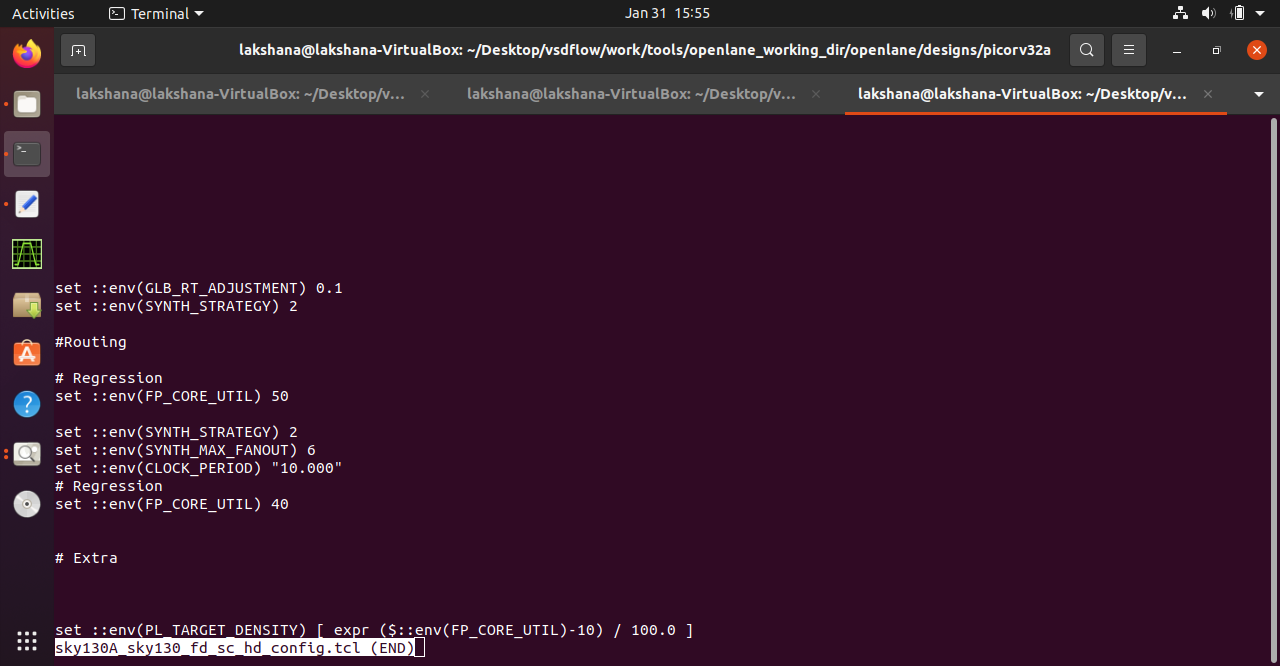 Activities
Terminal
Jan 31 15:55
lakshana@lakshana-VirtualBox: ~/Desktop/vsdflow/work/tools/openlane_working_dir/openlane/designs/picorv32a
lakshana@lakshana-VirtualBox: ~/Desktop/v...
lakshana@lakshana-VirtualBox: ~/Desktop/v...
lakshana@lakshana-VirtualBox: ~/Desktop/v...
set ::env(GLB_RT_ADJUSTMENT) 0.1
set ::env(SYNTH_STRATEGY) 2
#Routing
# Regression
set ::env(FP_CORE_UTIL) 50
set ::env(SYNTH_STRATEGY) 2
set ::env(SYNTH_MAX_FANOUT) 6
set ::env(CLOCK_PERIOD) "10.000"
# Regression
set ::env(FP_CORE_UTIL) 40
# Extra
set ::env(PL_TARGET_DENSITY) [ expr ($::env(FP_CORE_UTIL)-10) / 100.0 ]
sky130A_sky130_fd_sc_hd_config.tcl (END)